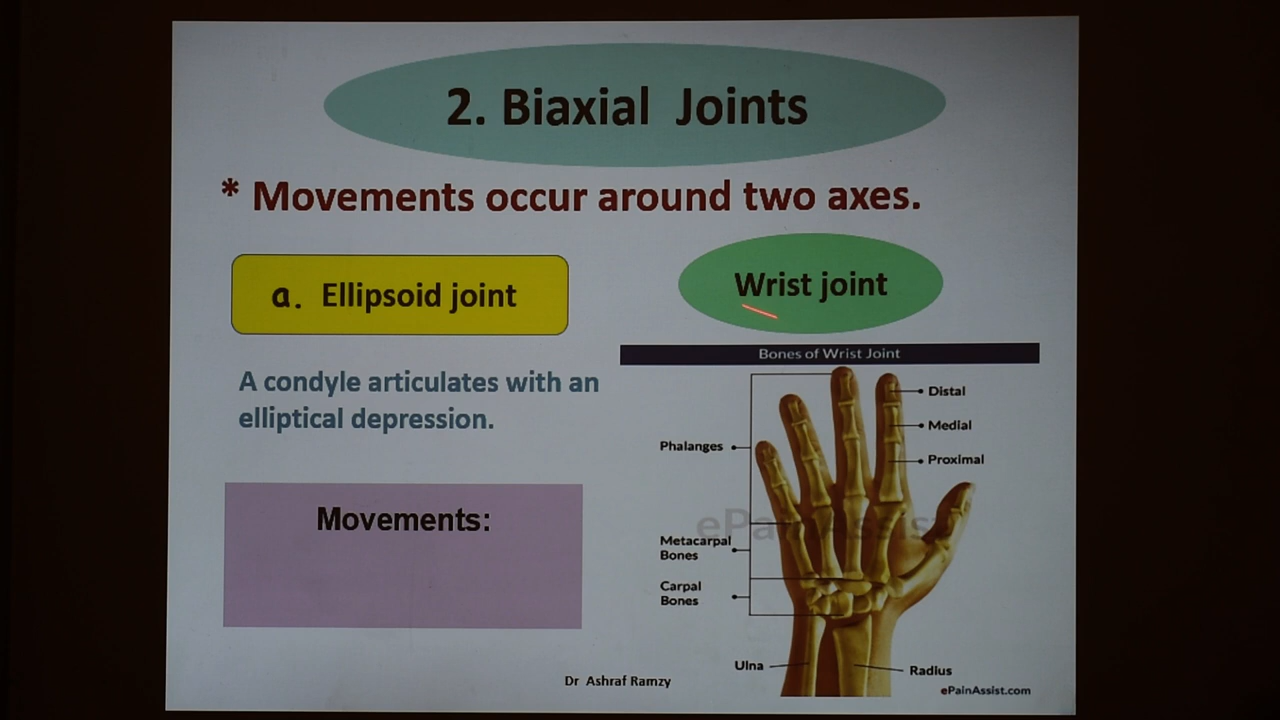 2. Biaxial Joints
* Movements occur around two axes.
a. Ellipsoid joint
Wrist joint
A condyle articulates with an
elliptical depression.
Movements:
Bones of Wrist Joint
Distal
Medial
Proximal
Phalanges
ePainAssist
Metacarpal
Bones
Carpal
Bones
Ulna
Radius
ePainAssist.com
Dr Ashraf Ramzy